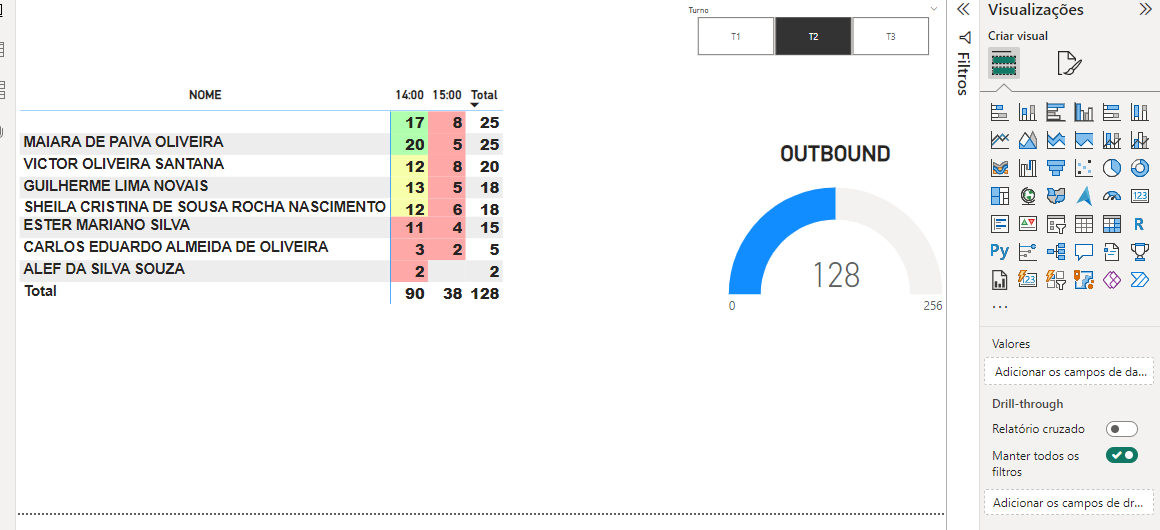 Turno
T1 T2 T3
NOME 14:00 15:00 Total
17 8 25
MAIARA DE PAIVA OLIVEIRA 20 5 25
VICTOR OLIVEIRA SANTANA 12 8 20
GUILHERME LIMA NOVAIS 13 5 18
SHEILA CRISTINA DE SOUSA ROCHA NASCIMENTO 12 6 18
ESTER MARIANO SILVA 11 4 15
CARLOS EDUARDO ALMEIDA DE OLIVEIRA 3 2 5
ALEF DA SILVA SOUZA 2 2
Total 90 38 128
OUTBOUND
128
0 256
Filtros
Visualizações
Criar visual
123
R
Py
123
...
Valores
Adicionar os campos de da...
Drill-through
Relatório cruzado
Manter todos os
filtros
Adicionar os campos de dr...